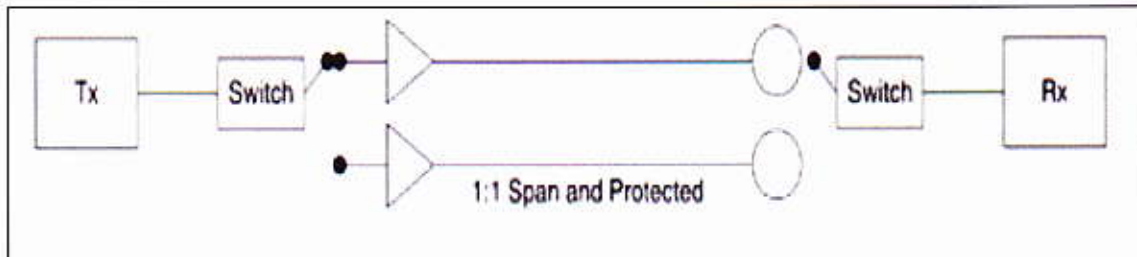 Tx
Switch
Switch
Rx
1:1 Span and Protected